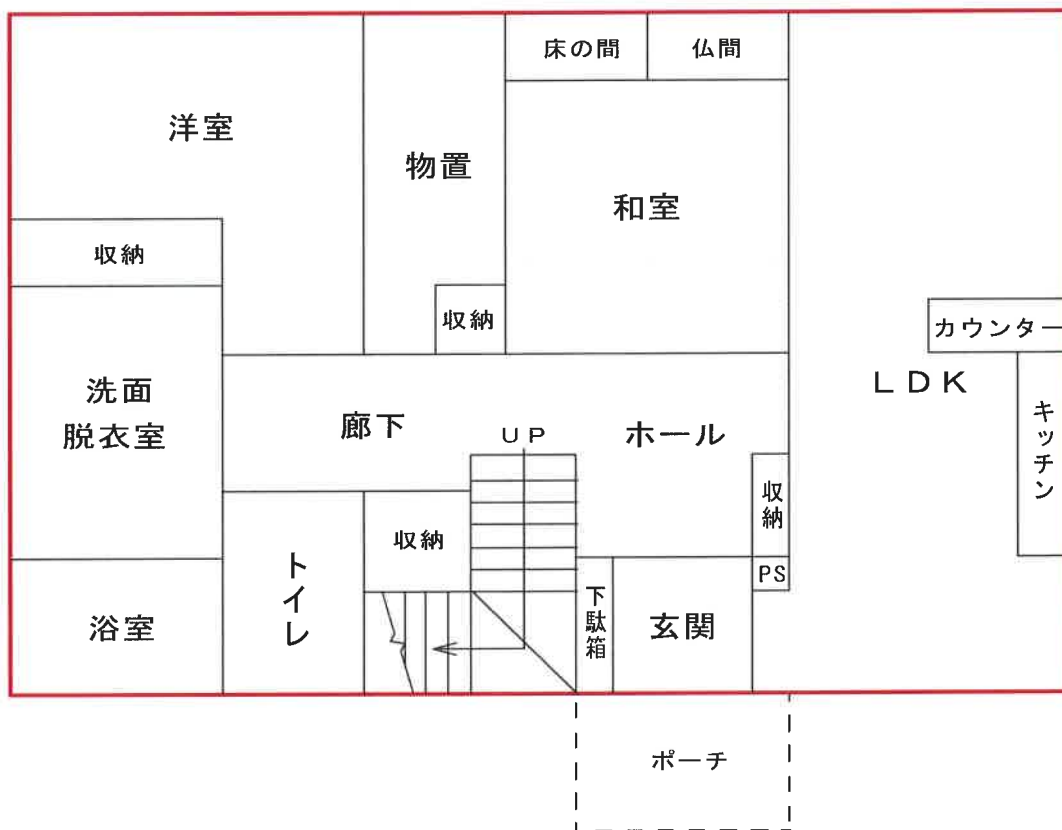 床の間
仏間
洋室
物置
和室
収納
収納
カウンター
LDK
洗面
脱衣室
廊下
UP
ホール
キッチン
収納
収納
トイレ
PS
下駄箱
玄関
浴室
ポーチ